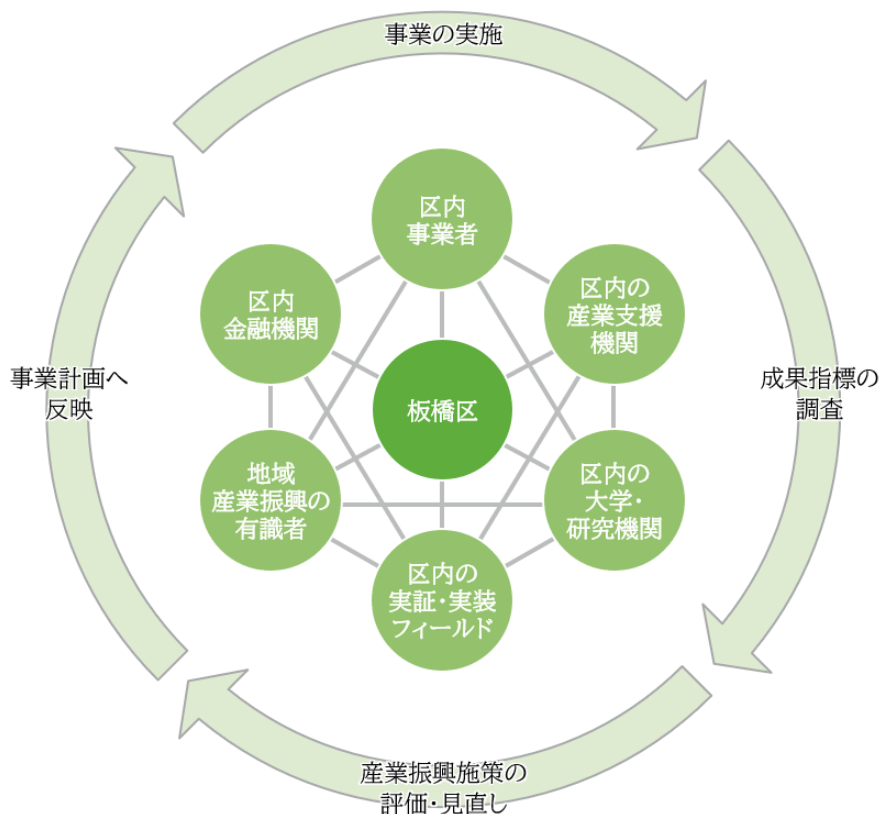 事業の実施
区内
事業者
区内
金融機関
区内の
産業支援
機関
事業計画へ
反映
板橋区
成果指標の
調査
地域
産業振興の
有識者
区内の
大学・
研究機関
区内の
実証・実装
フィールド
産業振興施策の
評価・見直し